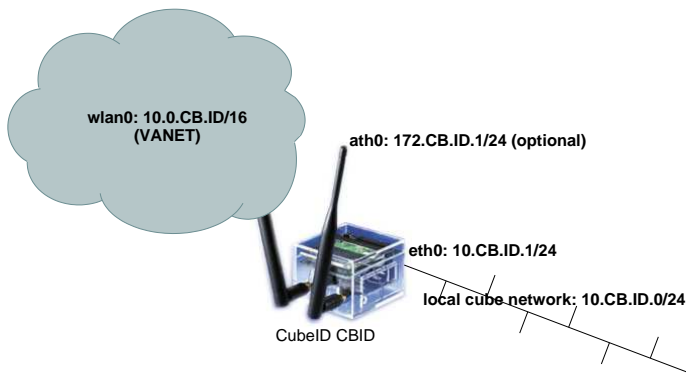 wlan0: 10.0.CB.ID/16
(VANET)
ath0: 172.CB.ID.1/24 (optional)
eth0: 10.CB.ID.1/24
local cube network: 10.CB.ID.0/24
CubeID CBID